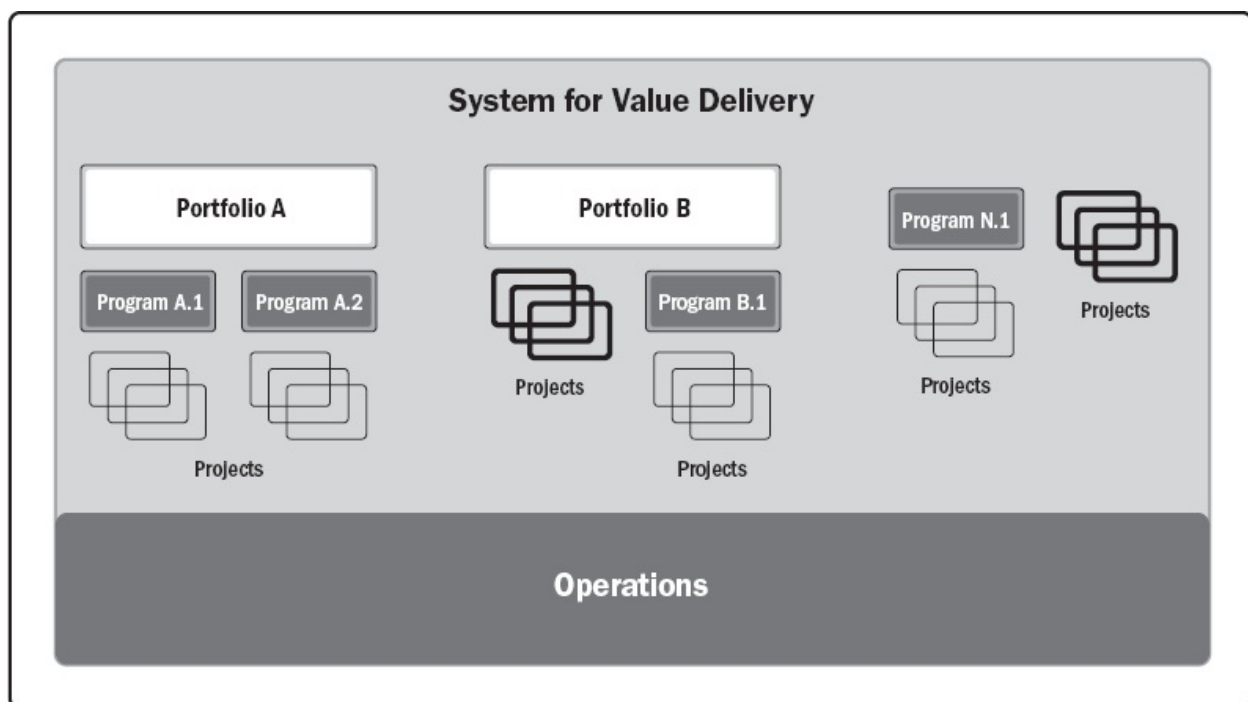 System for Value Delivery
Portfolio A
Portfolio B
Program N.1
Program A.1
Program A.2
Program B.1
Projects
Projects
Projects
Projects
Projects
Operations